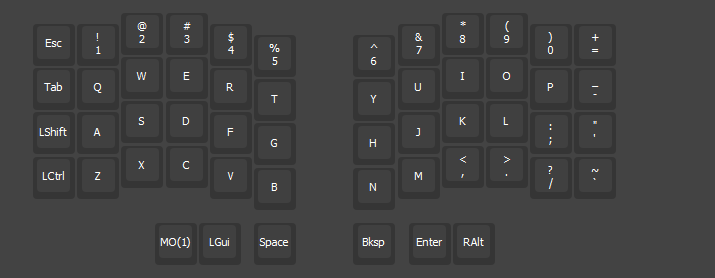 Esc ! 1 @ 2 # 3 $ 4 % 5 ^ 6 & 7 * 8 ( 9 ) 0 + =
Tab Q W E R T Y U I O P _ -
LShift A S D F G H J K L : ; " '
LCtrl Z X C V B N M < , > . ? / ~ `
MO(1) LGui Space Bksp Enter RAlt